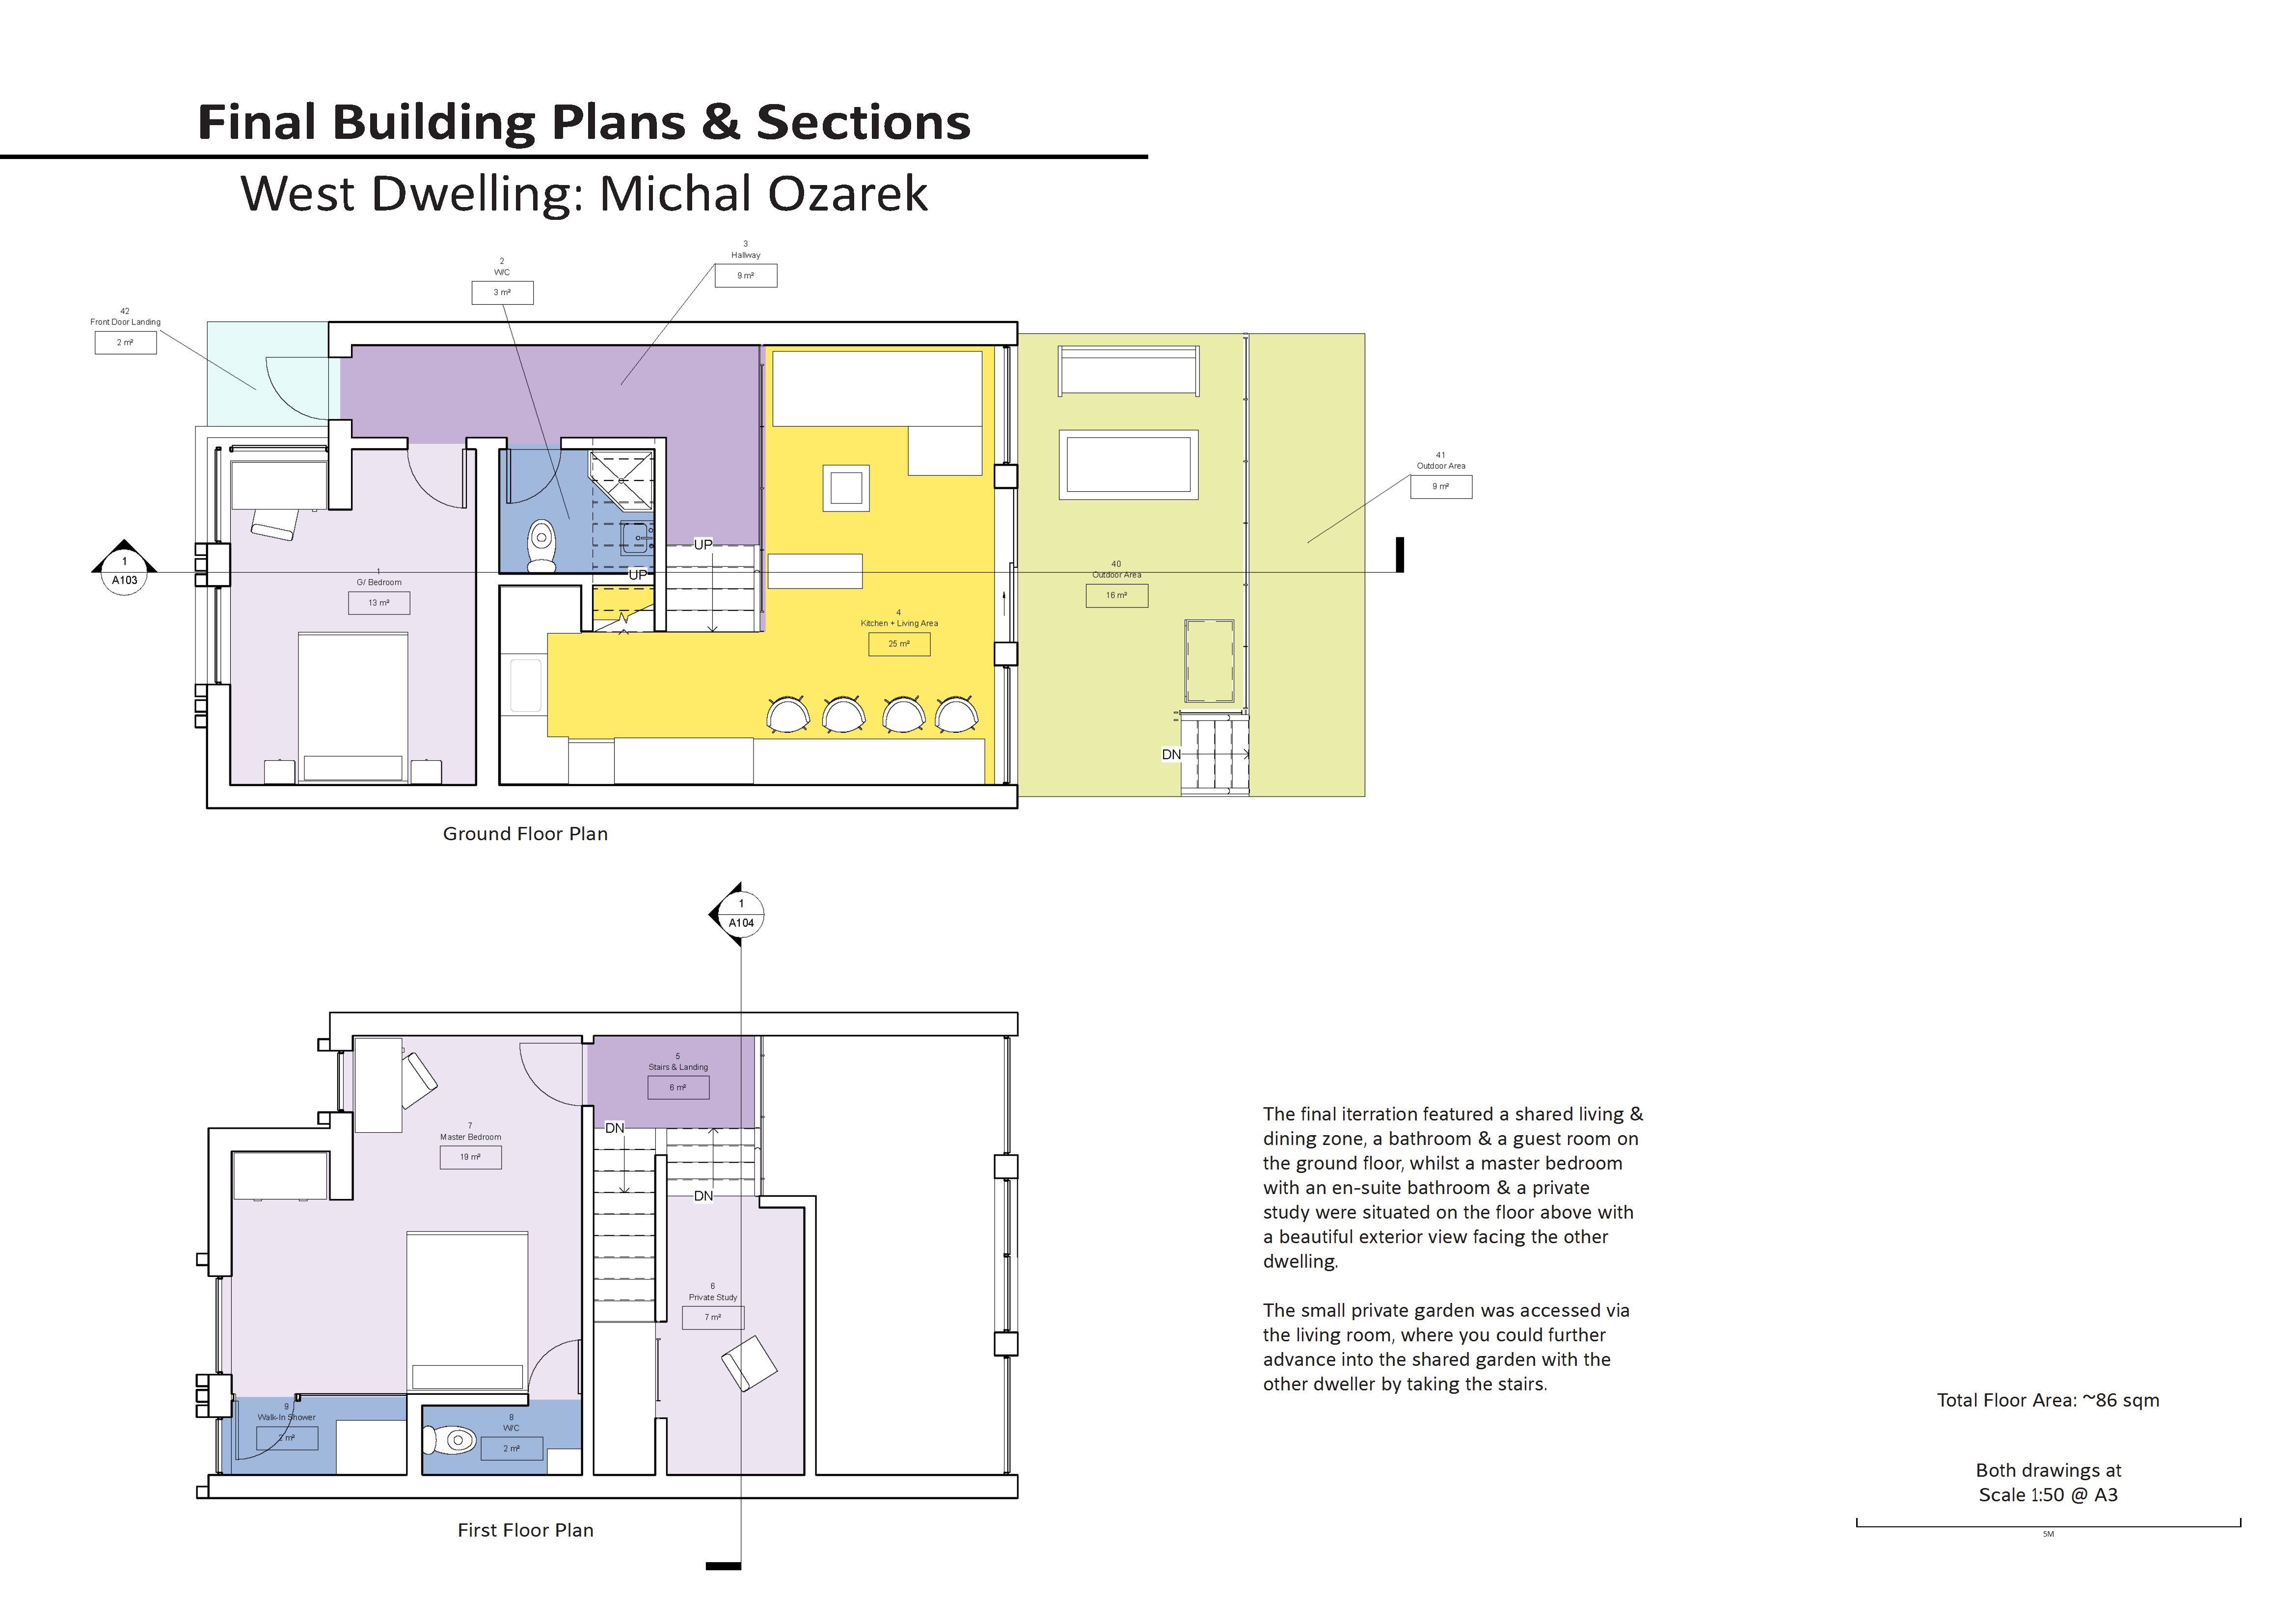 Final Building Plans & Sections
West Dwelling: Michal Ozarek
3
Hallway
9 m²
2
W/C
3 m²
42
Front Door Landing
2 m²
41
Outdoor Area
9 m²
UP
UP
1
A103
1
G/ Bedroom
13 m²
40
Outdoor Area
16 m²
4
Kitchen + Living Area
25 m²
DN
Ground Floor Plan
1
A104
5
Stairs & Landing
6 m²
DN
7
Master Bedroom
19 m²
DN
6
Private Study
7 m²
9
Walk-In Shower
2 m²
8
W/C
2 m²
First Floor Plan
The final iterration featured a shared living &
dining zone, a bathroom & a guest room on
the ground floor, whilst a master bedroom
with an en-suite bathroom & a private
study were situated on the floor above with
a beautiful exterior view facing the other
dwelling.
The small private garden was accessed via
the living room, where you could further
advance into the shared garden with the
other dweller by taking the stairs.
Total Floor Area: ~86 sqm
Both drawings at
Scale 1:50 @ A3
5M